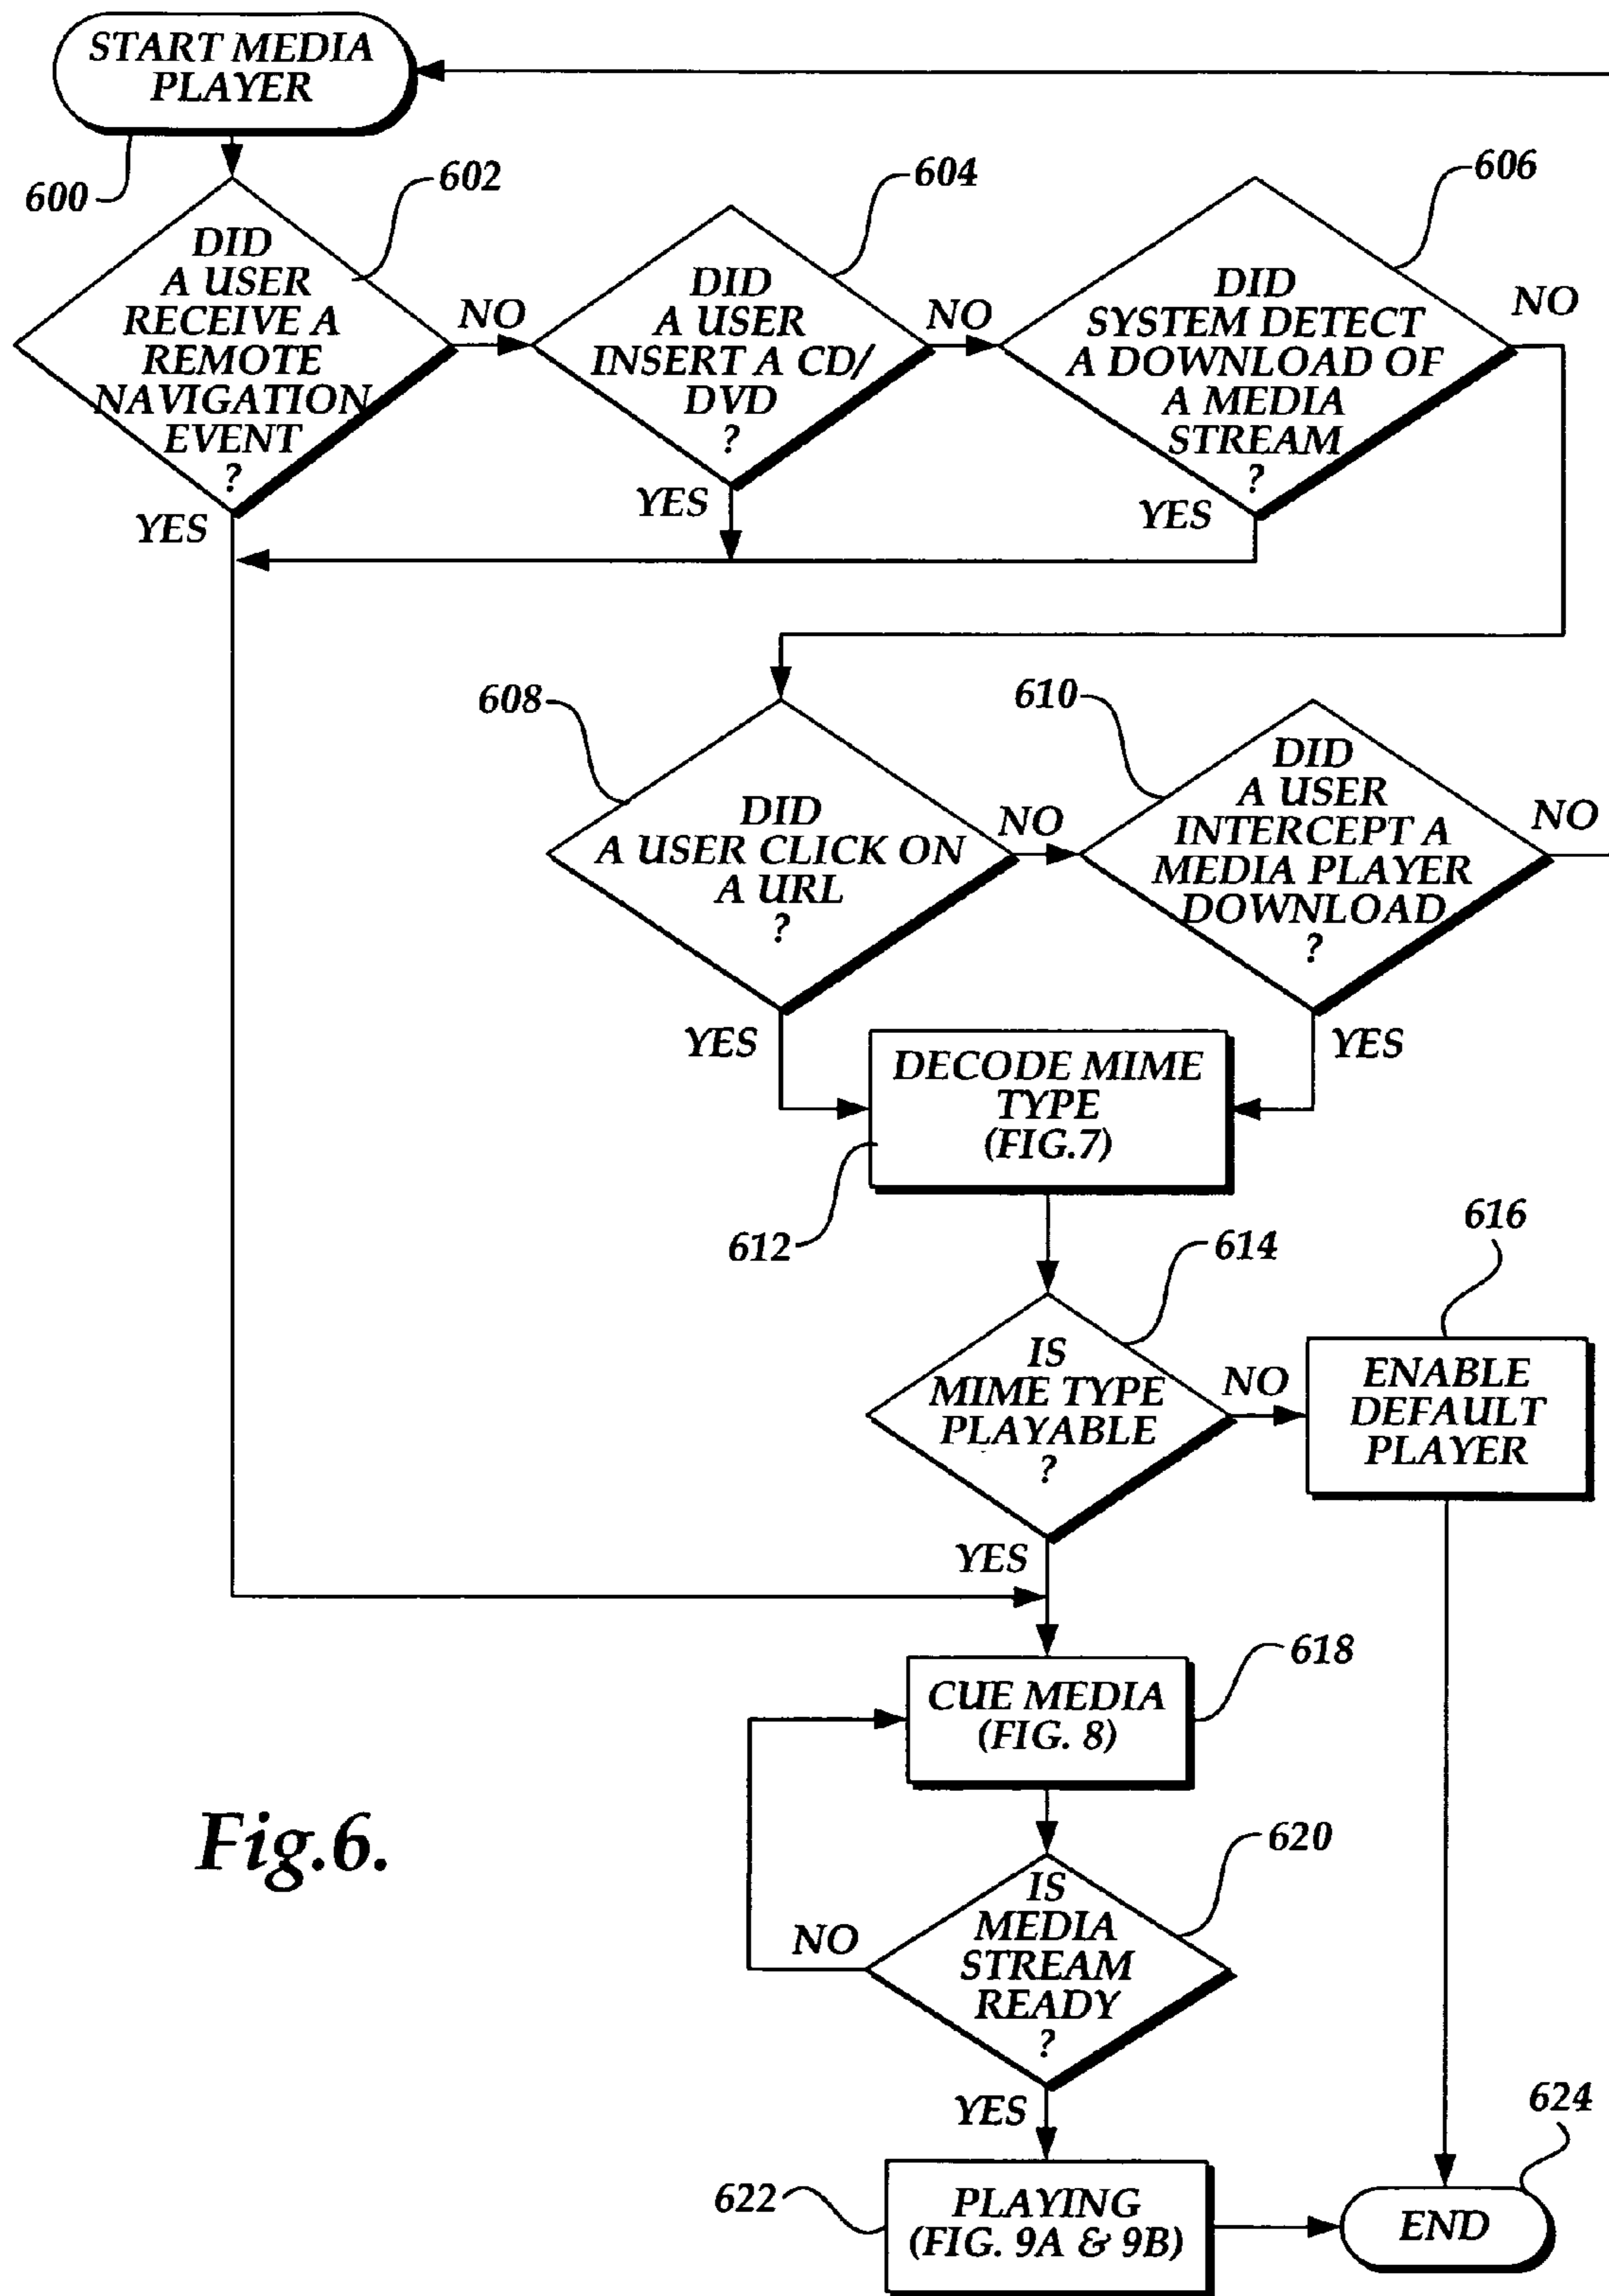 START MEDIA
PLAYER
600
602
DID
A USER
RECEIVE A
REMOTE
NAVIGATION
EVENT
?
NO
YES
604
DID
A USER
INSERT A CD/
DVD
?
NO
YES
606
DID
SYSTEM DETECT
A DOWNLOAD OF
A MEDIA
STREAM
?
NO
YES
608
DID
A USER CLICK ON
A URL
?
NO
YES
610
DID
A USER
INTERCEPT A
MEDIA PLAYER
DOWNLOAD
?
NO
YES
DECODE MIME
TYPE
(FIG.7)
612
614
IS
MIME TYPE
PLAYABLE
?
NO
YES
616
ENABLE
DEFAULT
PLAYER
618
CUE MEDIA
(FIG. 8)
620
IS
MEDIA
STREAM
READY
?
NO
YES
622
PLAYING
(FIG. 9A & 9B)
624
END
Fig.6.